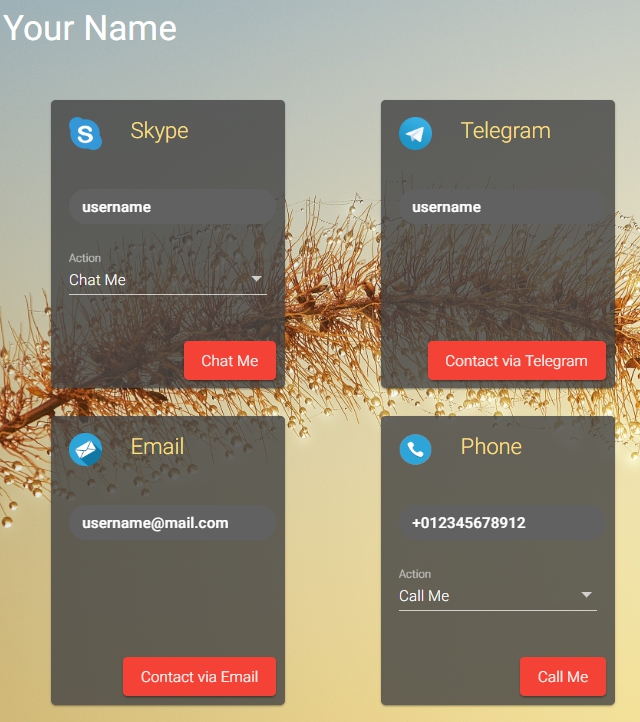 Your Name
Skype
username
Action
Chat Me
Chat Me
Telegram
username
Contact via Telegram
Email
username@mail.com
Contact via Email
Phone
+012345678912
Action
Call Me
Call Me